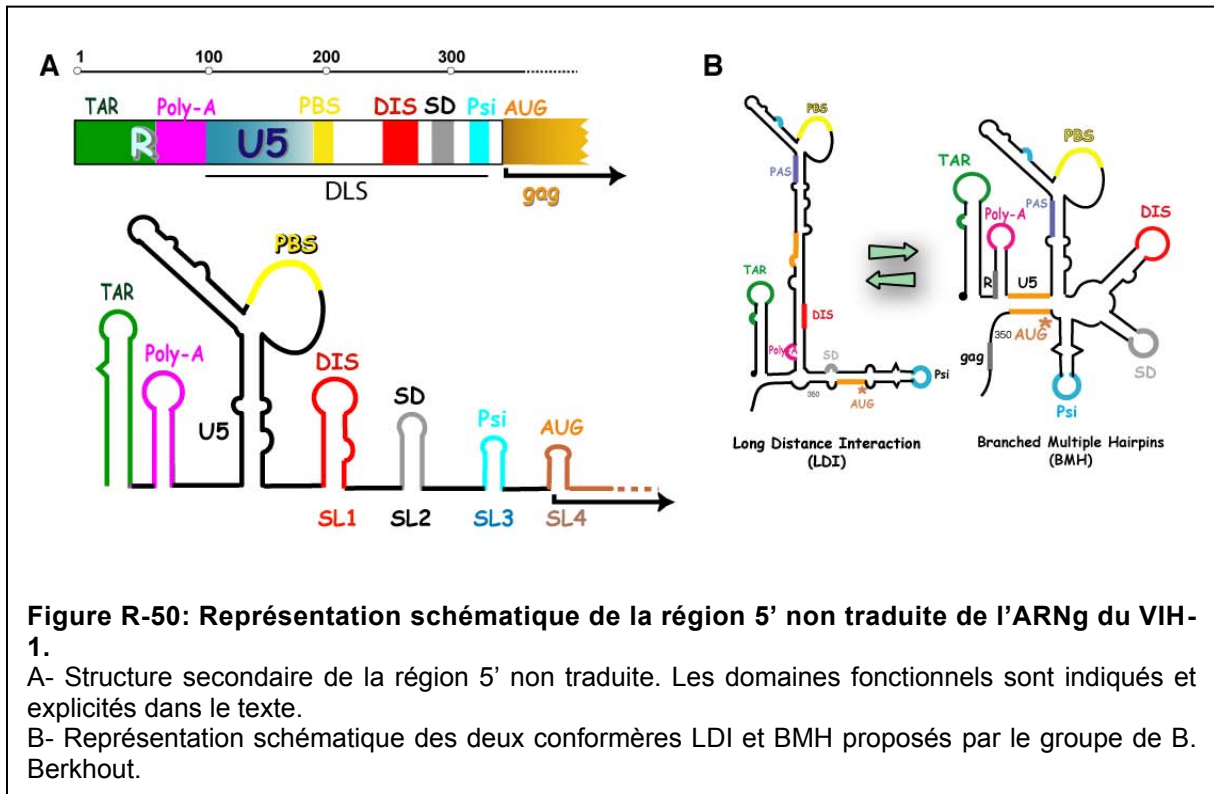 A
1 100 200 300
TAR Poly-A PBS DIS SD Psi AUG
R U5
DLS gag
PBS
TAR
Poly-A DIS SD Psi AUG
U5
SL1 SL2 SL3 SL4
B
PBS
PAS
TAR
DIS
Poly-A SD
Psi
360 * AUG
Long Distance Interaction
(LDI)
PBS
TAR
Poly-A PAS DIS
R U5
350 AUG *
gag SD
Psi
Branched Multiple Hairpins
(BMH)
Figure R-50: Représentation schématique de la région 5’ non traduite de l’ARNg du VIH-
1.
A- Structure secondaire de la région 5’ non traduite. Les domaines fonctionnels sont indiqués et
explicités dans le texte.
B- Représentation schématique des deux conformères LDI et BMH proposés par le groupe de B.
Berkhout.